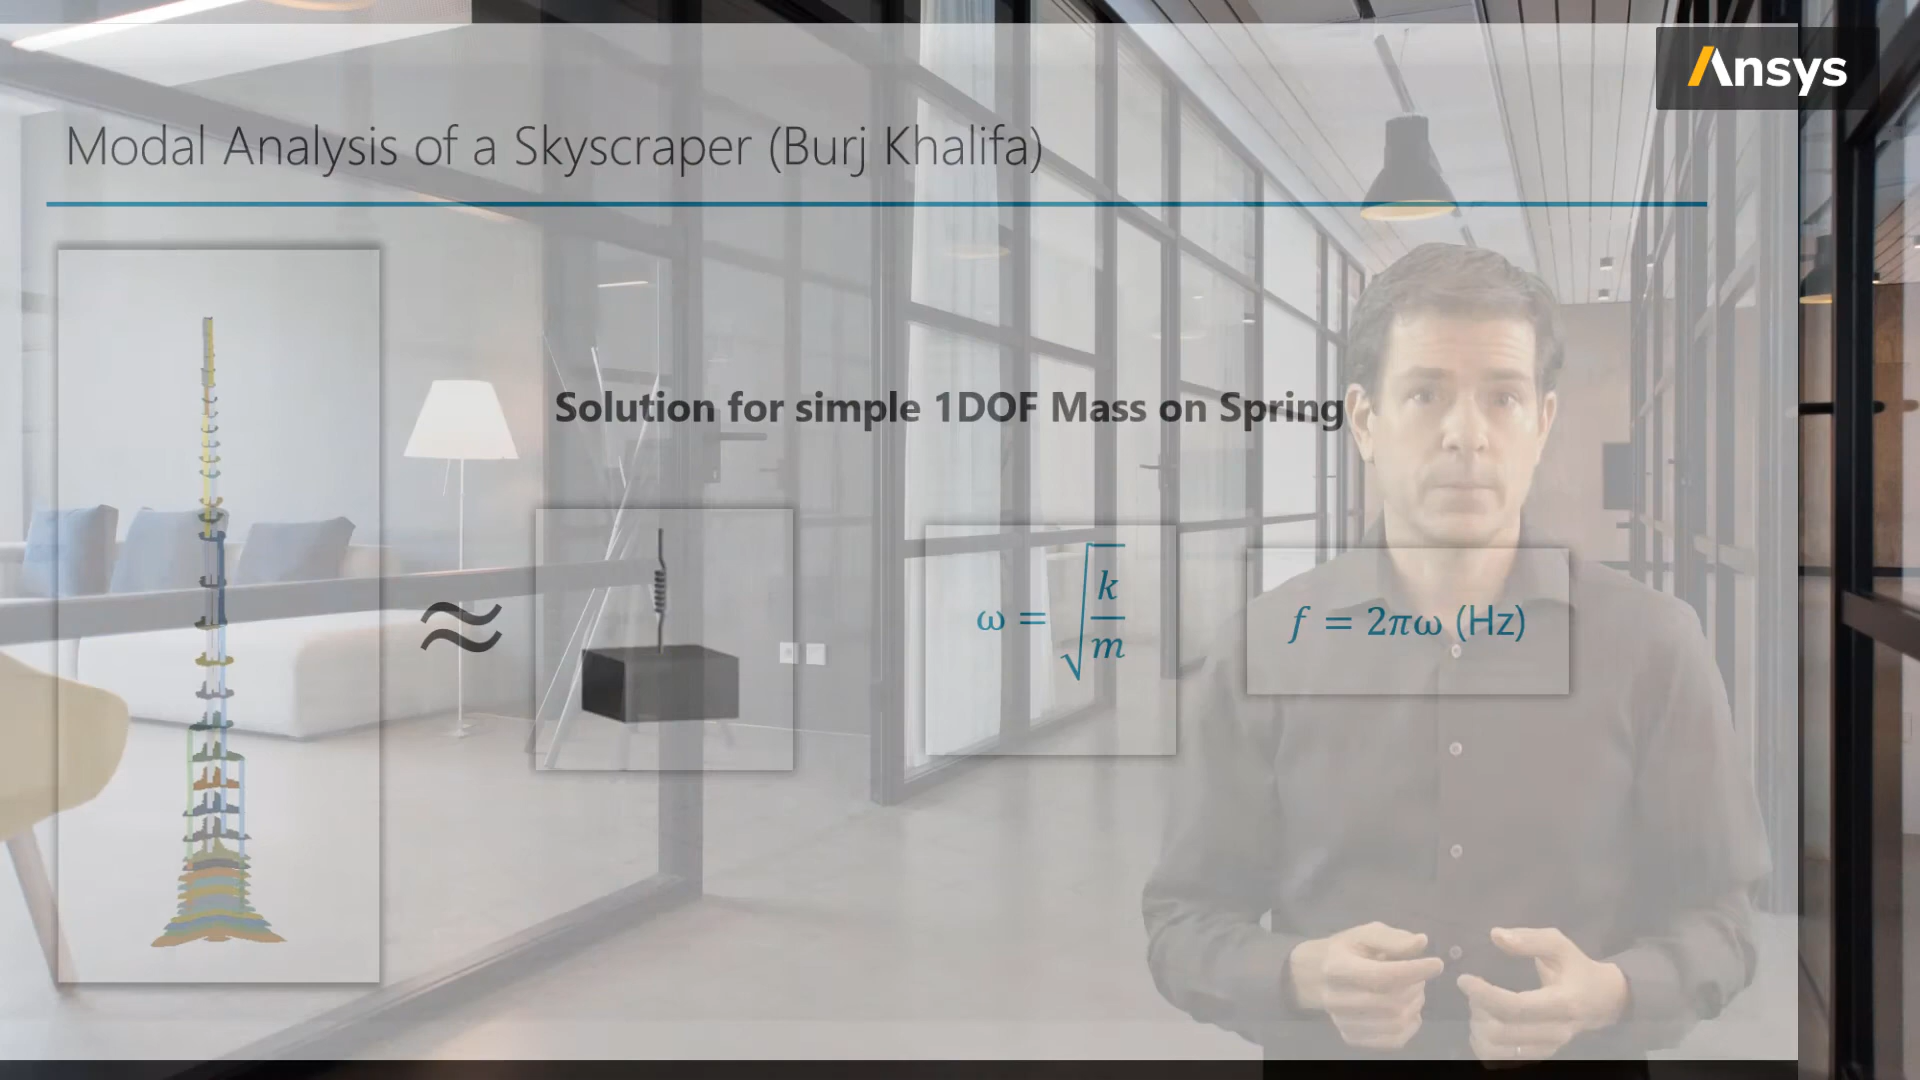 Ansys
Modal Analysis of a Skyscraper (Burj Khalifa)
Solution for simple 1DOF Mass on Spring
≈
ω = √(k/m)
f = 2πω (Hz)